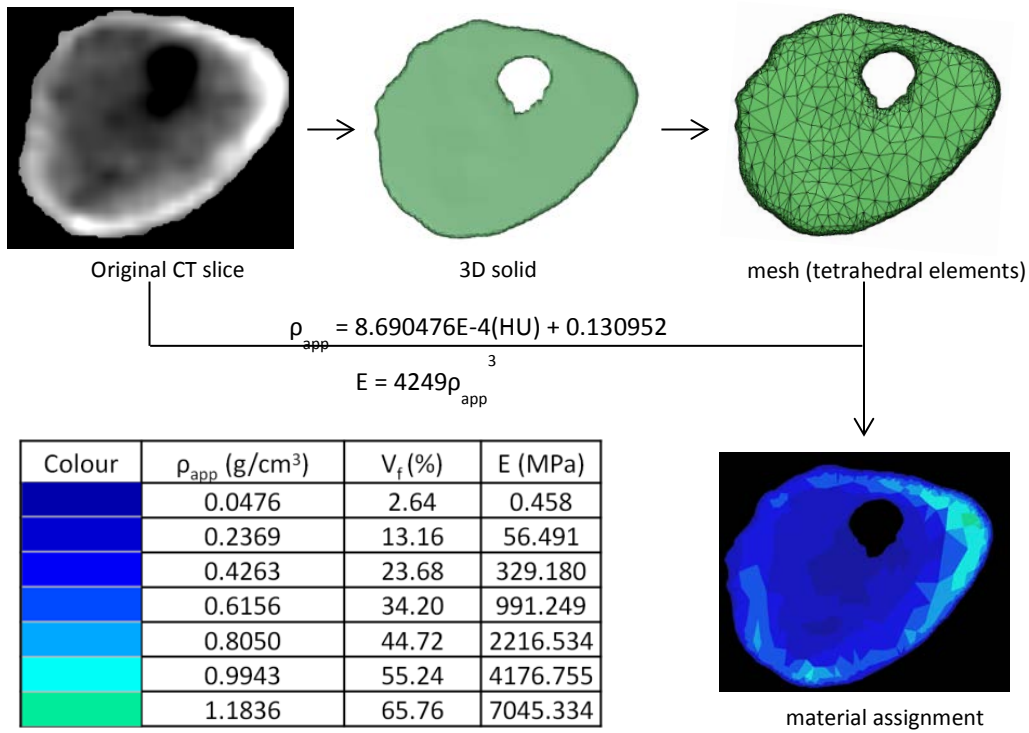 Original CT slice
3D solid
mesh (tetrahedral elements)
ρapp = 8.690476E-4(HU) + 0.130952
E = 4249ρapp³
Colour ρapp (g/cm³) Vf (%) E (MPa)
0.0476 2.64 0.458
0.2369 13.16 56.491
0.4263 23.68 329.180
0.6156 34.20 991.249
0.8050 44.72 2216.534
0.9943 55.24 4176.755
1.1836 65.76 7045.334
material assignment